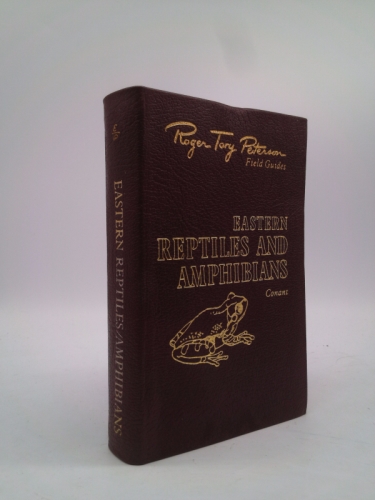 Roger Tory Peterson
Field Guides
EASTERN
REPTILES AND
AMPHIBIANS
Conant
EASTERN REPTILES/AMPHIBIANS